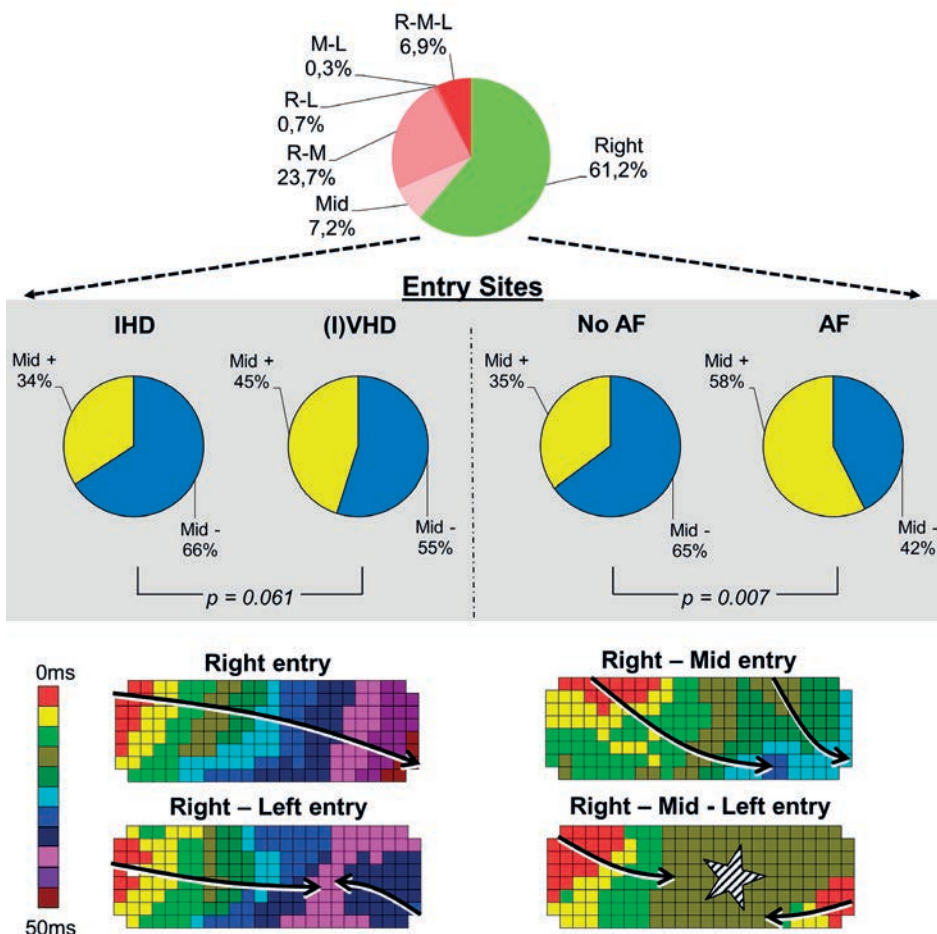 R-M-L
6,9%
M-L
0,3%
R-L
0,7%
R-M
23,7%
Mid
7,2%
Right
61,2%
Entry Sites
IHD
(I)VHD
No AF
AF
Mid +
34%
Mid -
66%
Mid +
45%
Mid -
55%
Mid +
35%
Mid -
65%
Mid +
58%
Mid -
42%
p = 0.061
p = 0.007
0ms
50ms
Right entry
Right – Mid entry
Right – Left entry
Right – Mid - Left entry